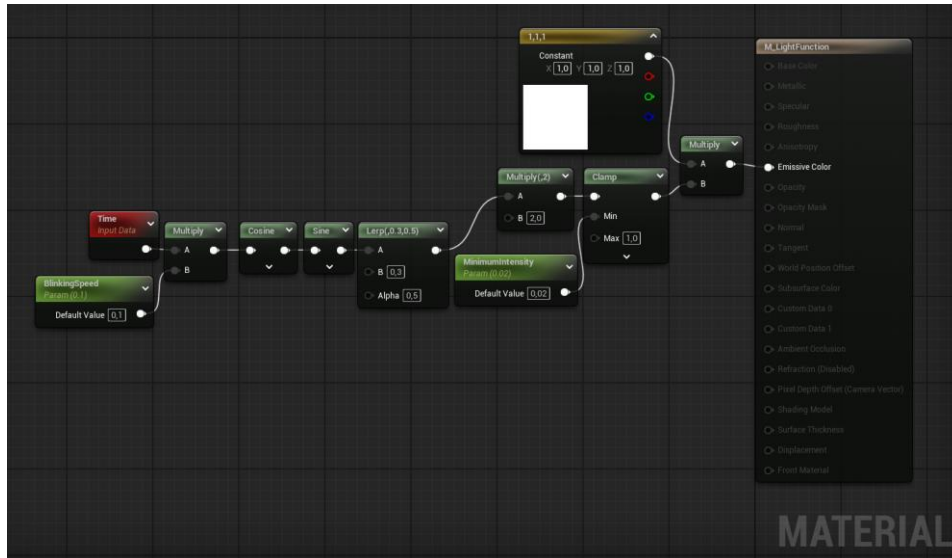 1,1,1
Constant
X 1,0 Y 1,0 Z 1,0
M_LightFunction
Base Color
Metallic
Specular
Roughness
Anisotropy
Emissive Color
Opacity
Opacity Mask
Normal
Tangent
World Position Offset
Subsurface Color
Custom Data 0
Custom Data 1
Ambient Occlusion
Refraction (Disabled)
Pixel Depth Offset (Camera Vector)
Shading Model
Surface Thickness
Displacement
Front Material
Multiply
A
B
Multiply(,2)
A
B 2,0
Clamp
Min
Max 1,0
Time
Input Data
Multiply
A
B
Cosine
Sine
Lerp(,0.3,0.5)
A
B 0,3
Alpha 0,5
MinimumIntensity
Param (0.02)
Default Value 0,02
BlinkingSpeed
Param (0.1)
Default Value 0,1
MATERIAL